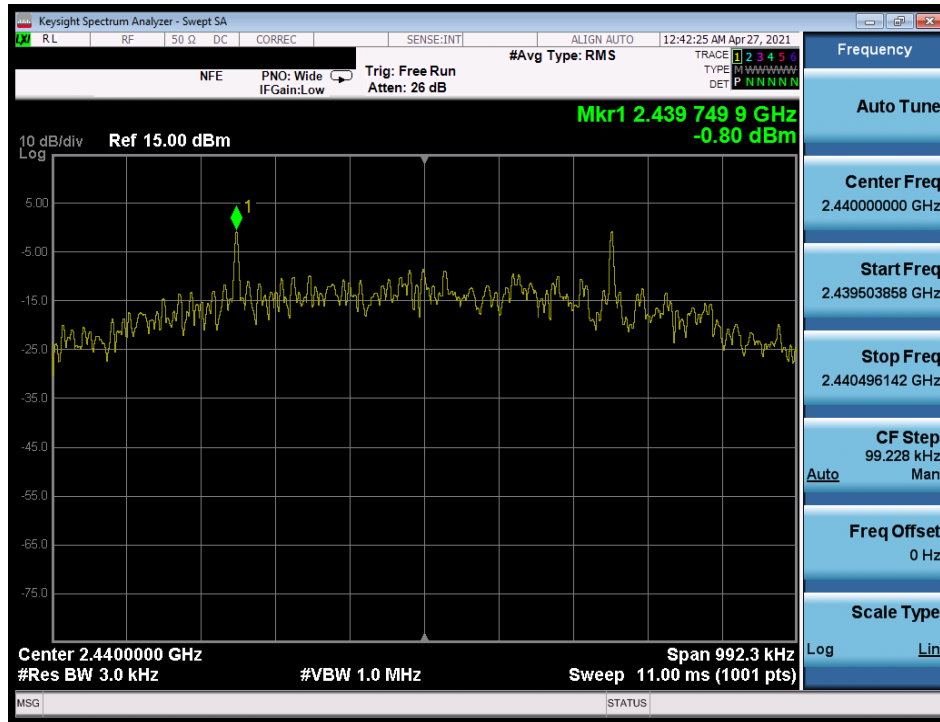 Keysight Spectrum Analyzer - Swept SA
LXI RL RF 50 Ω DC CORREC SENSE:INT ALIGN AUTO 12:42:25 AM Apr 27, 2021
Frequency
#Avg Type: RMS
TRACE 1 2 3 4 5 6
NFE PNO: Wide Trig: Free Run TYPE M W W W W W
IFGain:Low Atten: 26 dB DET P N N N N N
Auto Tune
Mkr1 2.439 749 9 GHz
-0.80 dBm
10 dB/div Ref 15.00 dBm
Log
1
5.00
-5.00
-15.0
-25.0
-35.0
-45.0
-55.0
-65.0
-75.0
Center Freq
2.440000000 GHz
Start Freq
2.439503858 GHz
Stop Freq
2.440496142 GHz
CF Step
99.228 kHz
Auto Man
Freq Offset
0 Hz
Scale Type
Log Lin
Center 2.4400000 GHz Span 992.3 kHz
#Res BW 3.0 kHz #VBW 1.0 MHz Sweep 11.00 ms (1001 pts)
MSG STATUS